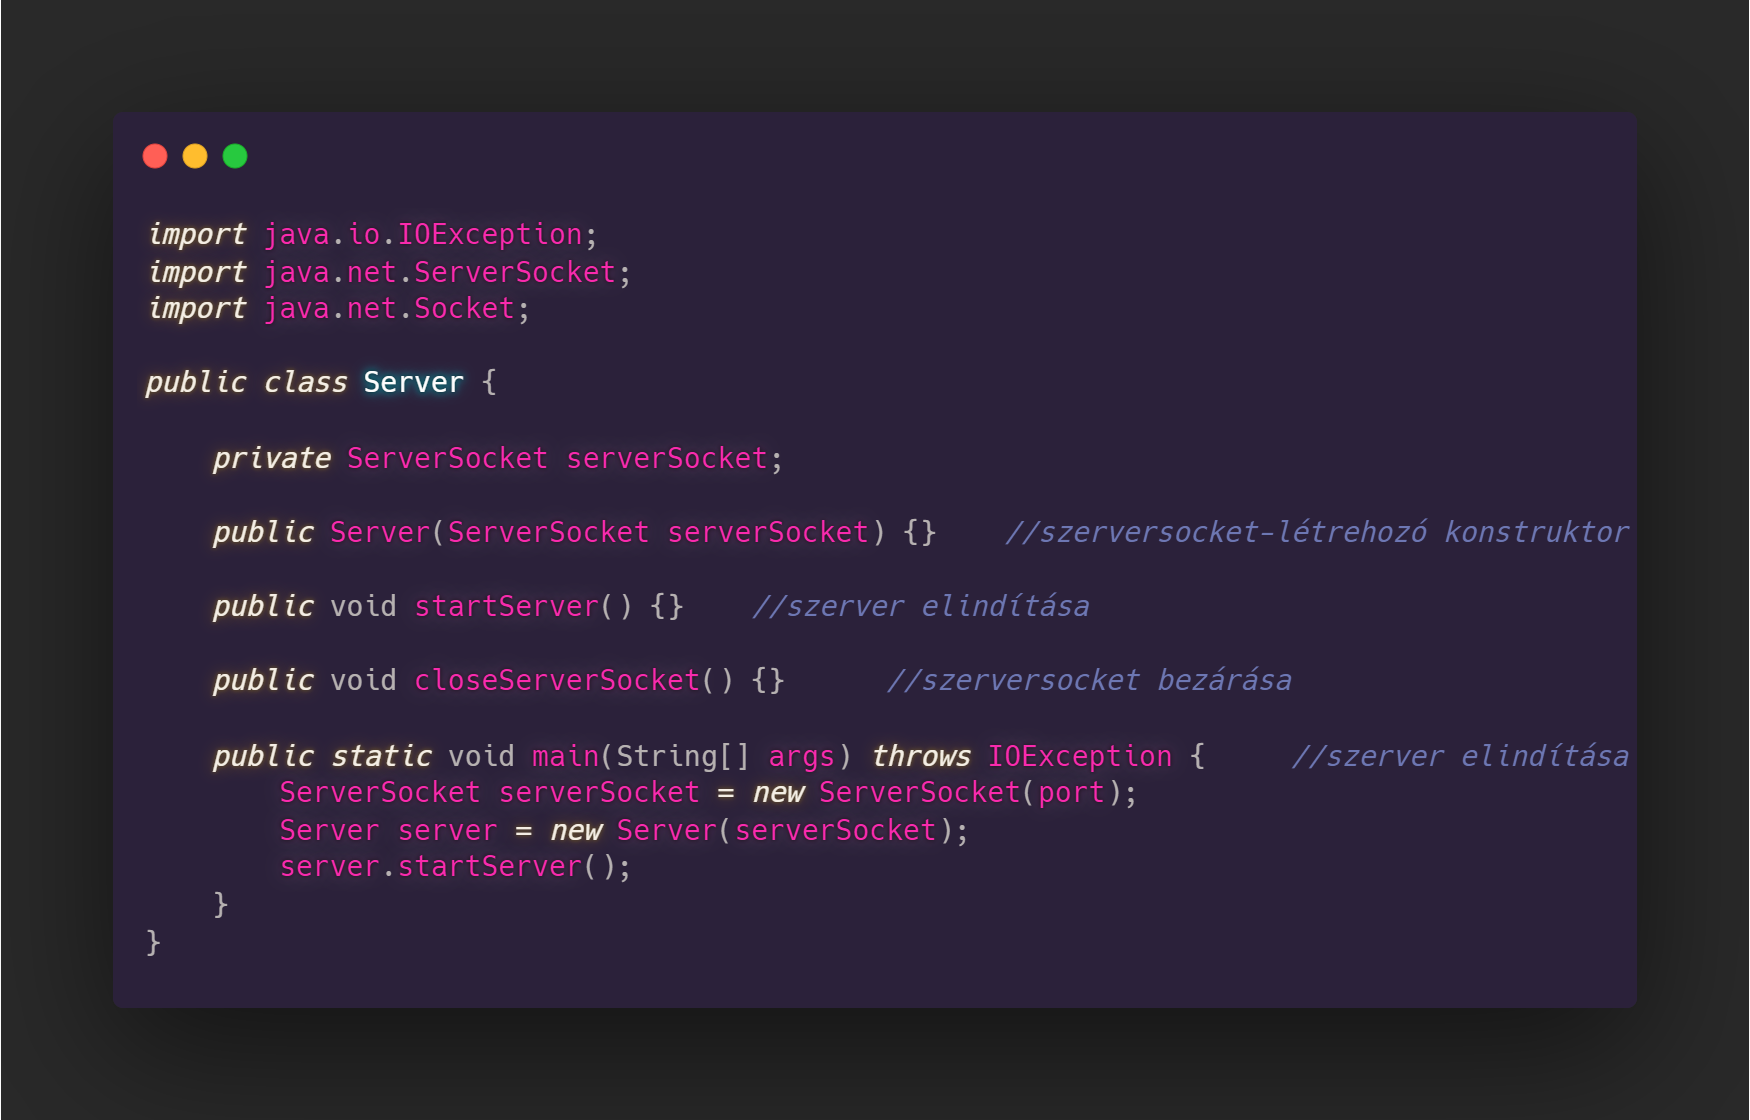 import java.io.IOException;
import java.net.ServerSocket;
import java.net.Socket;
public class Server {
private ServerSocket serverSocket;
public Server(ServerSocket serverSocket) {}    //szerversocket-létrehozó konstruktor
public void startServer() {}    //szerver elindítása
public void closeServerSocket() {}      //szerversocket bezárása
public static void main(String[] args) throws IOException {     //szerver elindítása
ServerSocket serverSocket = new ServerSocket(port);
Server server = new Server(serverSocket);
server.startServer();
}
}